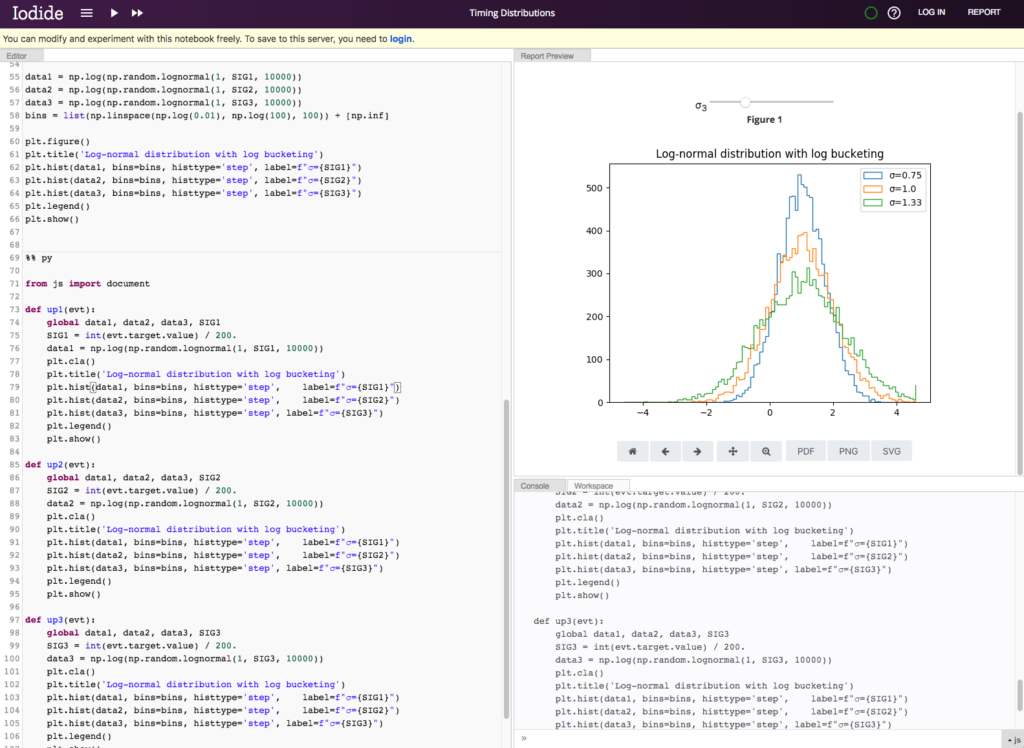 Iodide
Timing Distributions
LOG IN
REPORT
You can modify and experiment with this notebook freely. To save to this server, you need to login.
Editor
54
55 data1 = np.log(np.random.lognormal(1, SIG1, 10000))
56 data2 = np.log(np.random.lognormal(1, SIG2, 10000))
57 data3 = np.log(np.random.lognormal(1, SIG3, 10000))
58 bins = list(np.linspace(np.log(0.01), np.log(100), 100)) + [np.inf]
59
60 plt.figure()
61 plt.title('Log-normal distribution with log bucketing')
62 plt.hist(data1, bins=bins, histtype='step', label=f"σ={SIG1}")
63 plt.hist(data2, bins=bins, histtype='step', label=f"σ={SIG2}")
64 plt.hist(data3, bins=bins, histtype='step', label=f"σ={SIG3}")
65 plt.legend()
66 plt.show()
67
68
69 %% py
70
71 from js import document
72
73 def up1(evt):
74     global data1, data2, data3, SIG1
75     SIG1 = int(evt.target.value) / 200.
76     data1 = np.log(np.random.lognormal(1, SIG1, 10000))
77     plt.cla()
78     plt.title('Log-normal distribution with log bucketing')
79     plt.hist(data1, bins=bins, histtype='step',    label=f"σ={SIG1}")
80     plt.hist(data2, bins=bins, histtype='step',    label=f"σ={SIG2}")
81     plt.hist(data3, bins=bins, histtype='step', label=f"σ={SIG3}")
82     plt.legend()
83     plt.show()
84
85 def up2(evt):
86     global data1, data2, data3, SIG2
87     SIG2 = int(evt.target.value) / 200.
88     data2 = np.log(np.random.lognormal(1, SIG2, 10000))
89     plt.cla()
90     plt.title('Log-normal distribution with log bucketing')
91     plt.hist(data1, bins=bins, histtype='step',    label=f"σ={SIG1}")
92     plt.hist(data2, bins=bins, histtype='step',    label=f"σ={SIG2}")
93     plt.hist(data3, bins=bins, histtype='step', label=f"σ={SIG3}")
94     plt.legend()
95     plt.show()
96
97 def up3(evt):
98     global data1, data2, data3, SIG3
99     SIG3 = int(evt.target.value) / 200.
100     data3 = np.log(np.random.lognormal(1, SIG3, 10000))
101     plt.cla()
102     plt.title('Log-normal distribution with log bucketing')
103     plt.hist(data1, bins=bins, histtype='step',    label=f"σ={SIG1}")
104     plt.hist(data2, bins=bins, histtype='step',    label=f"σ={SIG2}")
105     plt.hist(data3, bins=bins, histtype='step', label=f"σ={SIG3}")
106     plt.legend()
107     plt.show()
Report Preview
σ3
Figure 1
Log-normal distribution with log bucketing
σ=0.75
σ=1.0
σ=1.33
500
400
300
200
100
0
−4 −2 0 2 4
PDF PNG SVG
Console Workspace
SIG2 = int(evt.target.value) / 200.
data2 = np.log(np.random.lognormal(1, SIG2, 10000))
plt.cla()
plt.title('Log-normal distribution with log bucketing')
plt.hist(data1, bins=bins, histtype='step',    label=f"σ={SIG1}")
plt.hist(data2, bins=bins, histtype='step',    label=f"σ={SIG2}")
plt.hist(data3, bins=bins, histtype='step', label=f"σ={SIG3}")
plt.legend()
plt.show()
def up3(evt):
global data1, data2, data3, SIG3
SIG3 = int(evt.target.value) / 200.
data3 = np.log(np.random.lognormal(1, SIG3, 10000))
plt.cla()
plt.title('Log-normal distribution with log bucketing')
plt.hist(data1, bins=bins, histtype='step',    label=f"σ={SIG1}")
plt.hist(data2, bins=bins, histtype='step',    label=f"σ={SIG2}")
plt.hist(data3, bins=bins, histtype='step', label=f"σ={SIG3}")
»
js